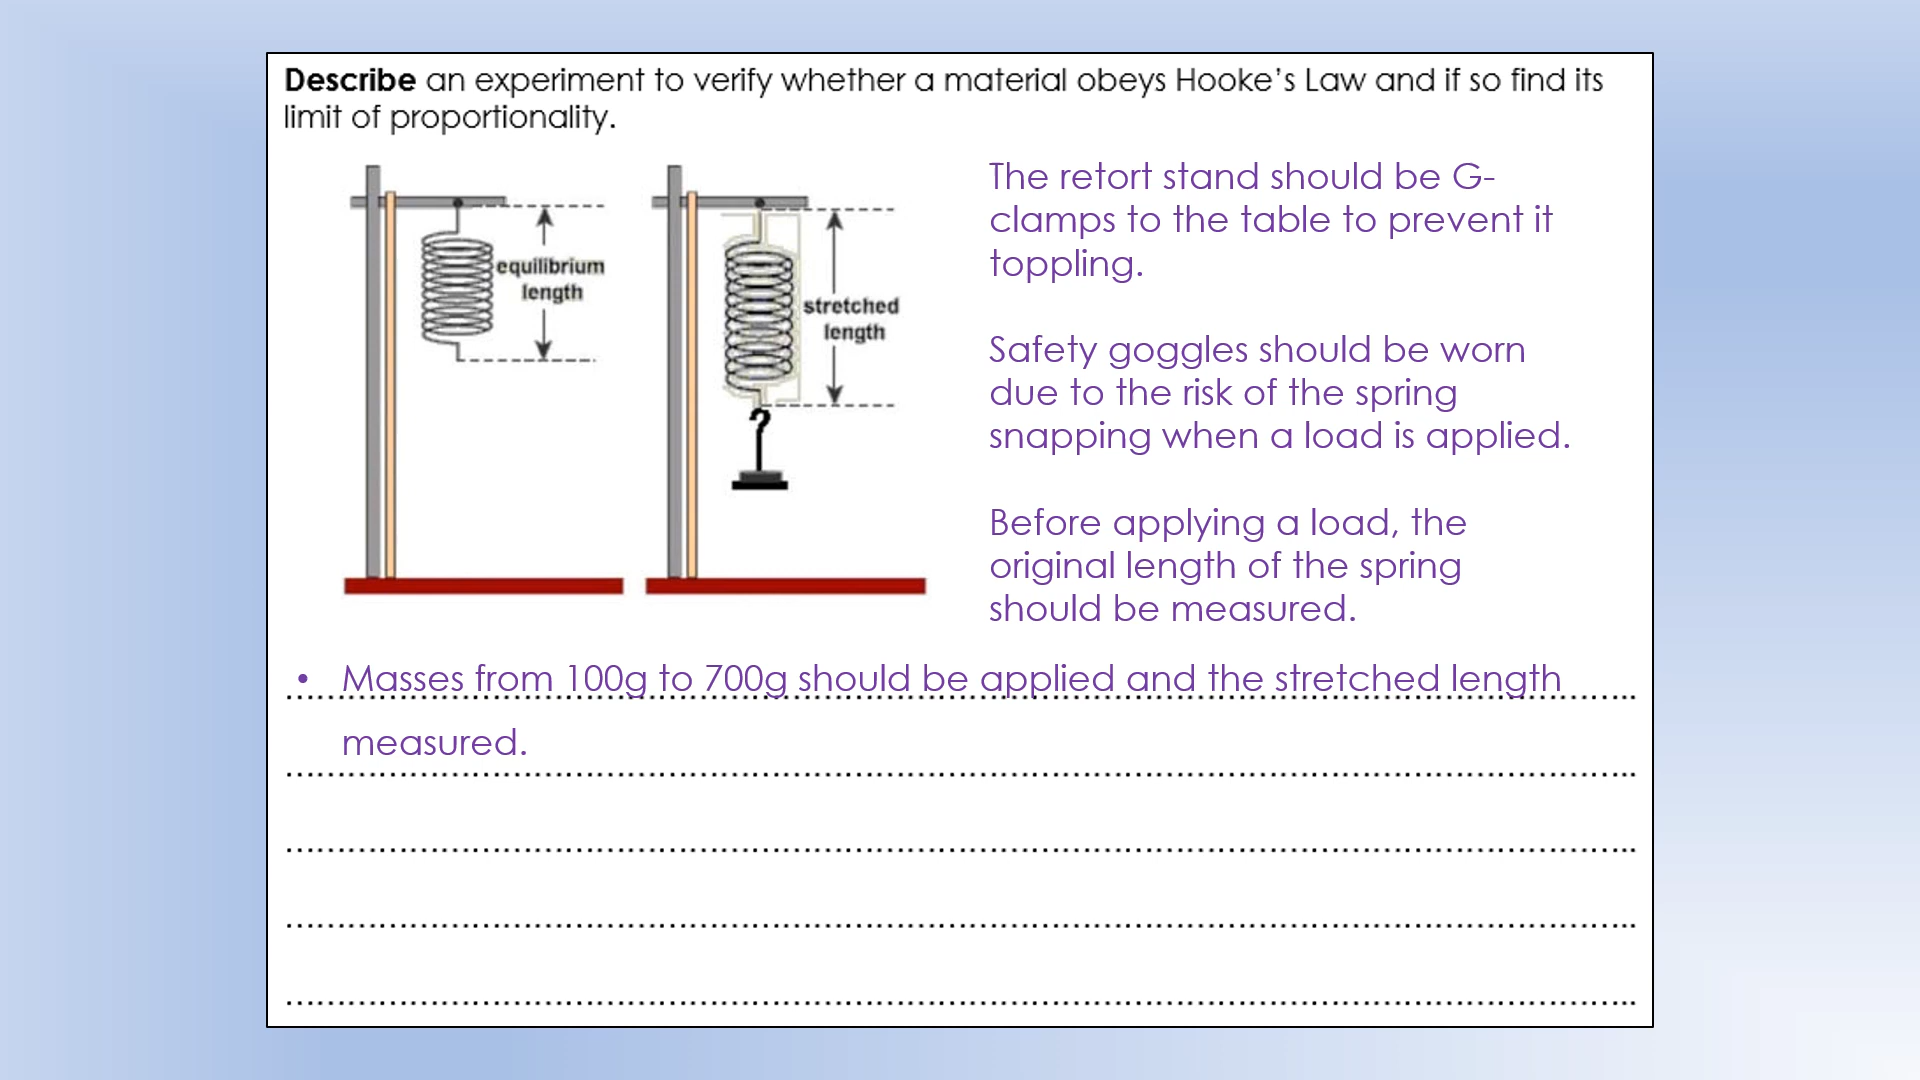 Describe an experiment to verify whether a material obeys Hooke's Law and if so find its
limit of proportionality.
equilibrium
length
stretched
length
The retort stand should be G-
clamps to the table to prevent it
toppling.
Safety goggles should be worn
due to the risk of the spring
snapping when a load is applied.
Before applying a load, the
original length of the spring
should be measured.
• Masses from 100g to 700g should be applied and the stretched length
measured.